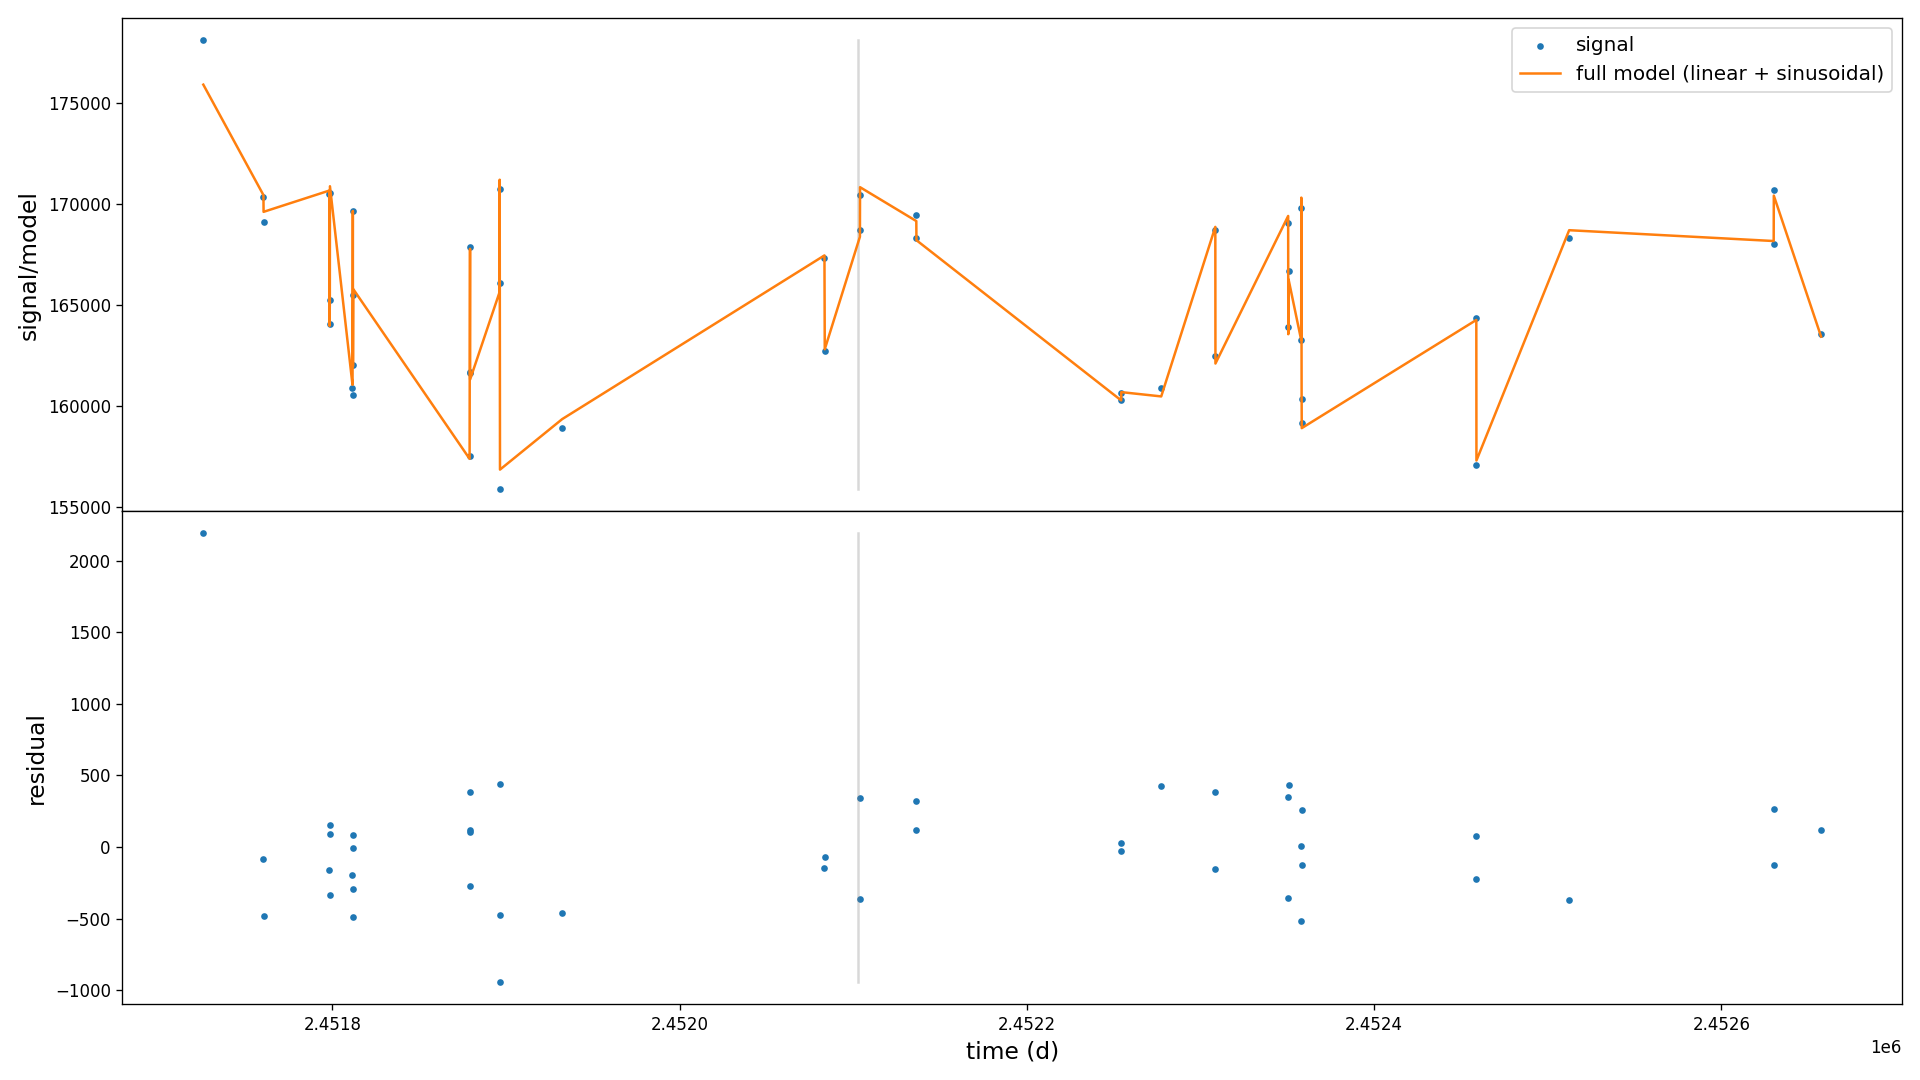 signal
full model (linear + sinusoidal)
signal/model
175000
170000
165000
160000
155000
residual
2000
1500
1000
500
0
−500
−1000
2.4518
2.4520
2.4522
2.4524
2.4526
1e6
time (d)